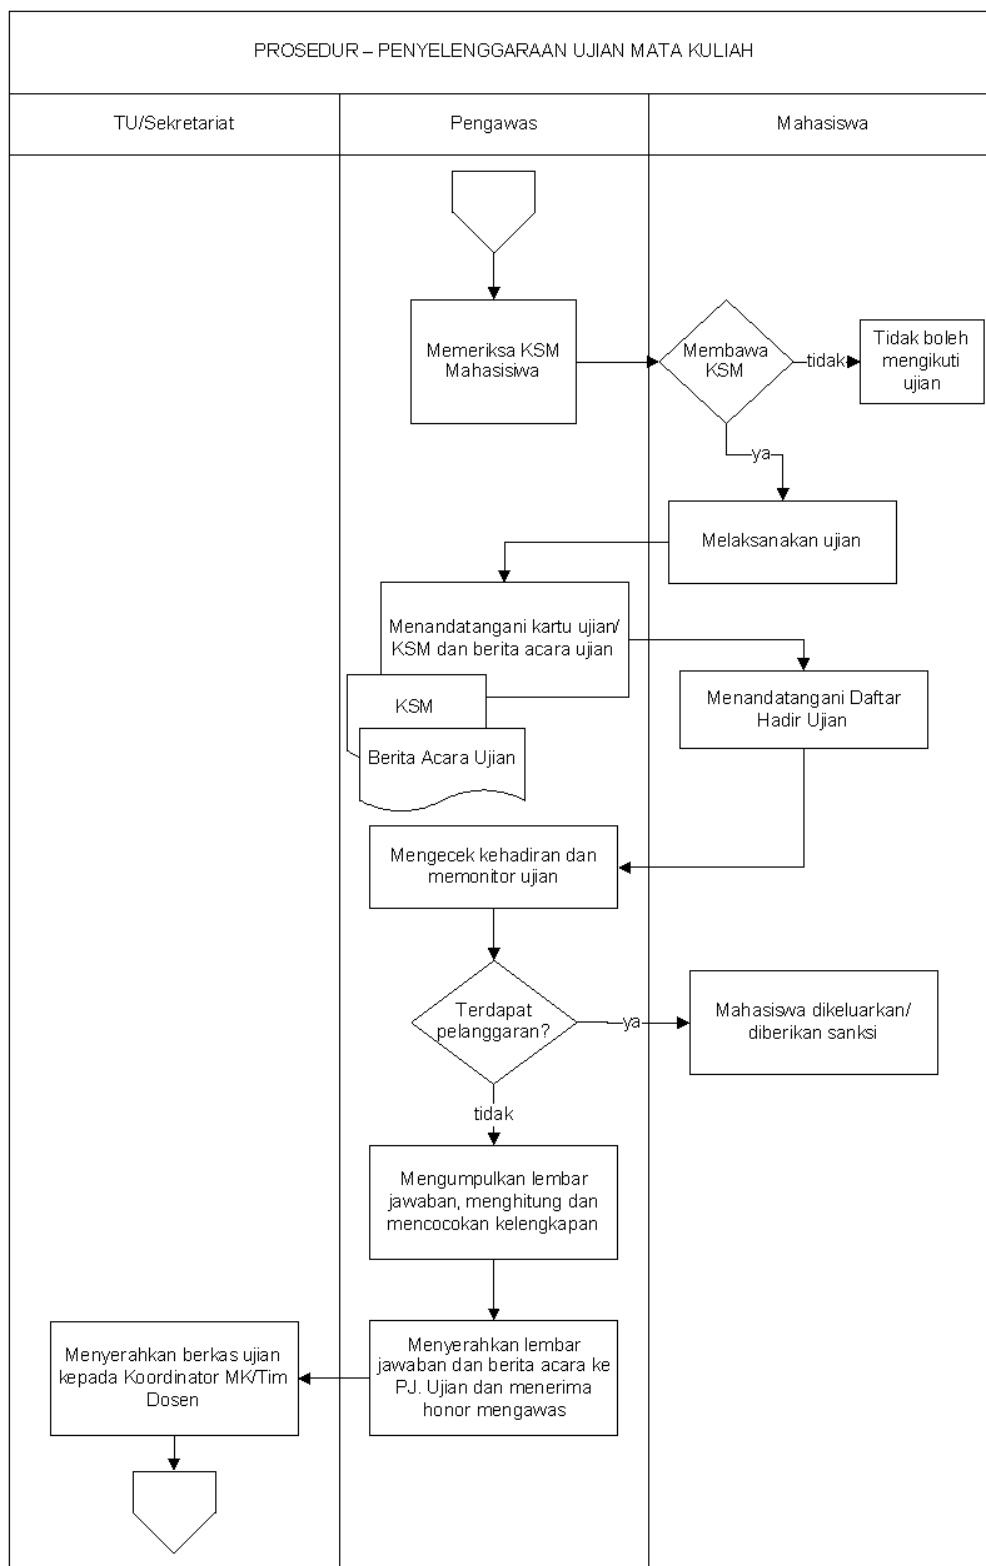 PROSEDUR – PENYELENGGARAAN UJIAN MATA KULIAH
TU/Sekretariat
Pengawas
Mahasiswa
Memeriksa KSM
Mahasisiwa
Membawa
KSM
tidak
Tidak boleh
mengikuti
ujian
ya
Melaksanakan ujian
Menandatangani kartu ujian/
KSM dan berita acara ujian
KSM
Berita Acara Ujian
Menandatangani Daftar
Hadir Ujian
Mengecek kehadiran dan
memonitor ujian
Terdapat
pelanggaran?
ya
Mahasiswa dikeluarkan/
diberikan sanksi
tidak
Mengumpulkan lembar
jawaban, menghitung dan
mencocokan kelengkapan
Menyerahkan lembar
jawaban dan berita acara ke
PJ. Ujian dan menerima
honor mengawas
Menyerahkan berkas ujian
kepada Koordinator MK/Tim
Dosen